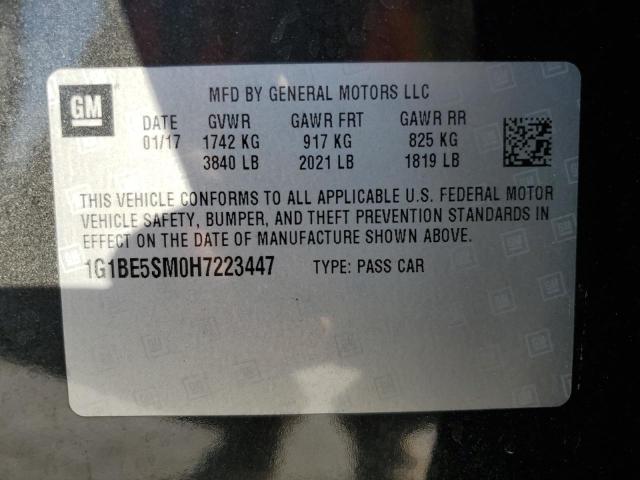 GM
MFD BY GENERAL MOTORS LLC
DATE GVWR GAWR FRT GAWR RR
01/17 1742 KG 917 KG 825 KG
3840 LB 2021 LB 1819 LB
THIS VEHICLE CONFORMS TO ALL APPLICABLE U.S. FEDERAL MOTOR
VEHICLE SAFETY, BUMPER, AND THEFT PREVENTION STANDARDS IN
EFFECT ON THE DATE OF MANUFACTURE SHOWN ABOVE.
1G1BE5SM0H7223447 TYPE: PASS CAR